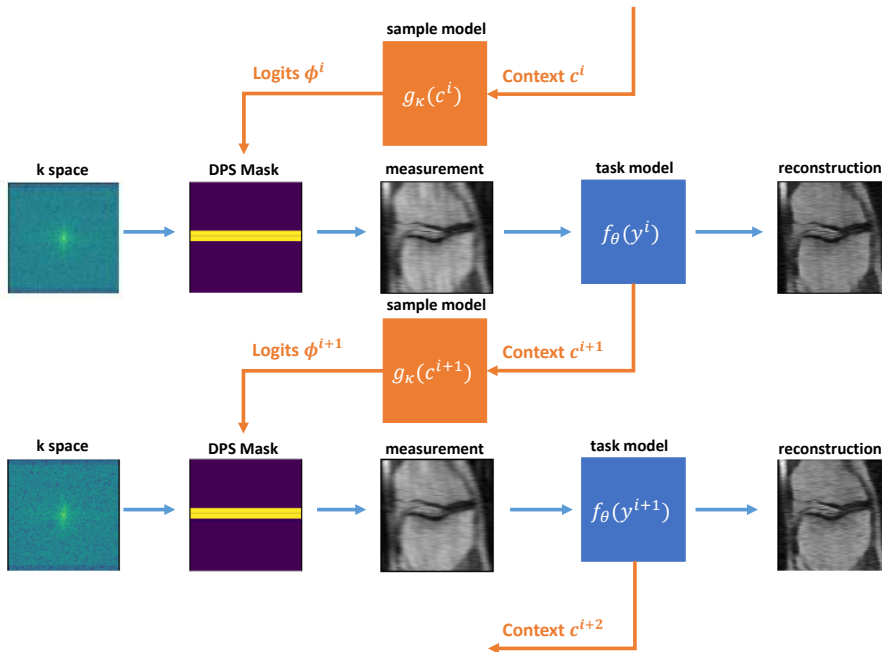 sample model
Logits ϕ^i
g_κ(c^i)
Context c^i
k space
DPS Mask
measurement
task model
reconstruction
f_θ(y^i)
sample model
Logits ϕ^{i+1}
g_κ(c^{i+1})
Context c^{i+1}
k space
DPS Mask
measurement
task model
reconstruction
f_θ(y^{i+1})
Context c^{i+2}